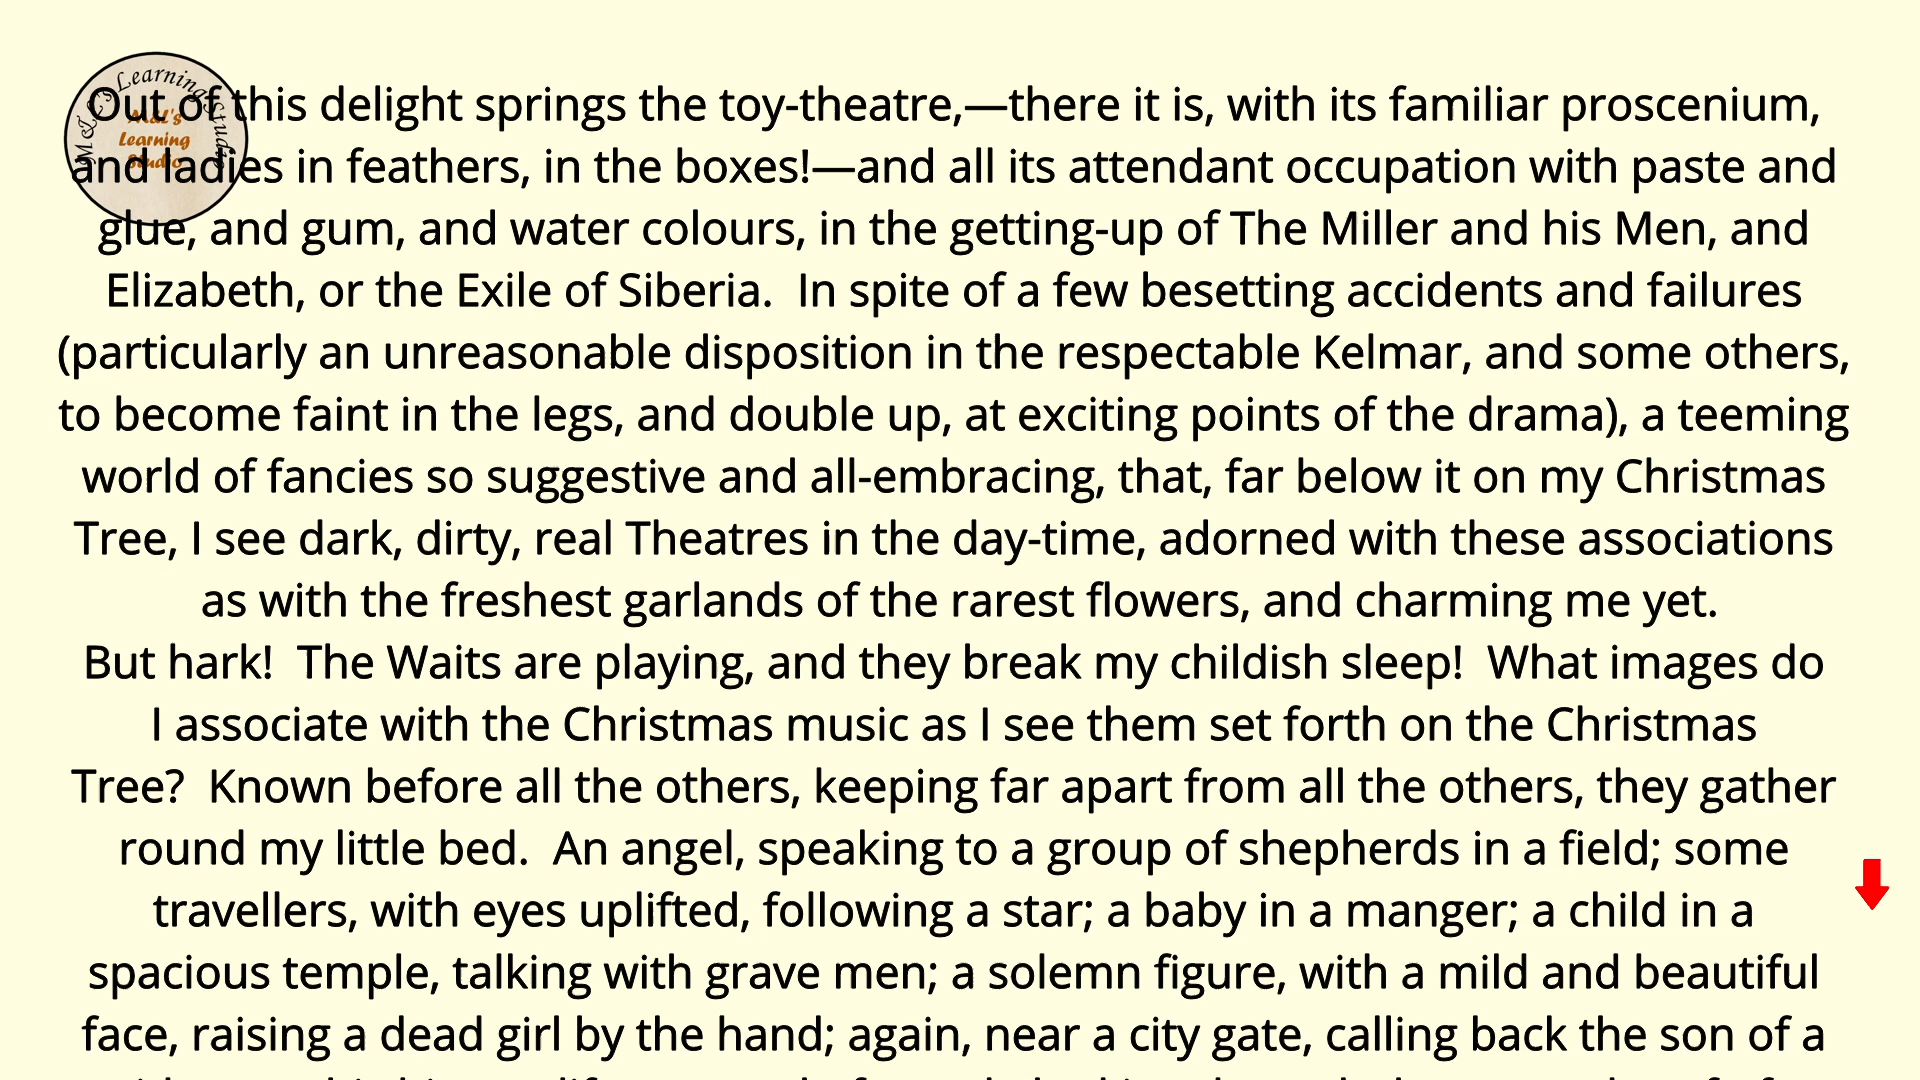 M&L's Learning Studio
M&L's
Learning
Studio
Out of this delight springs the toy-theatre,—there it is, with its familiar proscenium,
and ladies in feathers, in the boxes!—and all its attendant occupation with paste and
glue, and gum, and water colours, in the getting-up of The Miller and his Men, and
Elizabeth, or the Exile of Siberia.  In spite of a few besetting accidents and failures
(particularly an unreasonable disposition in the respectable Kelmar, and some others,
to become faint in the legs, and double up, at exciting points of the drama), a teeming
world of fancies so suggestive and all-embracing, that, far below it on my Christmas
Tree, I see dark, dirty, real Theatres in the day-time, adorned with these associations
as with the freshest garlands of the rarest flowers, and charming me yet.
But hark!  The Waits are playing, and they break my childish sleep!  What images do
I associate with the Christmas music as I see them set forth on the Christmas
Tree?  Known before all the others, keeping far apart from all the others, they gather
round my little bed.  An angel, speaking to a group of shepherds in a field; some
travellers, with eyes uplifted, following a star; a baby in a manger; a child in a
spacious temple, talking with grave men; a solemn figure, with a mild and beautiful
face, raising a dead girl by the hand; again, near a city gate, calling back the son of a